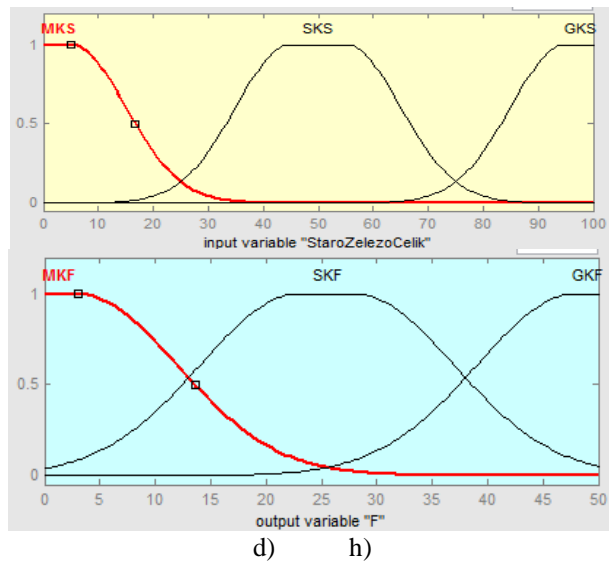 MKS SKS GKS
1
0.5
0
0 10 20 30 40 50 60 70 80 90 100
input variable "StaroZelezoCelik"
MKF SKF GKF
1
0.5
0
0 5 10 15 20 25 30 35 40 45 50
output variable "F"
d) h)